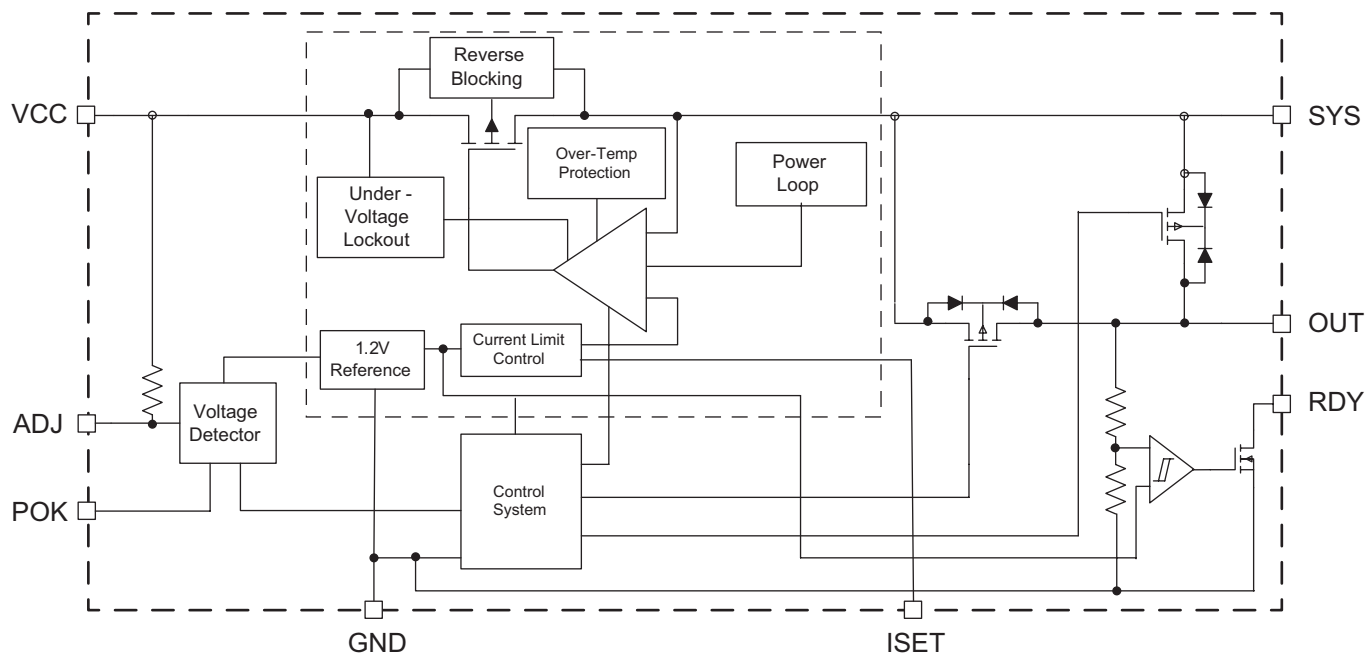 Reverse
Blocking
VCC
SYS
Over-Temp
Protection
Power
Loop
Under -
Voltage
Lockout
OUT
1.2V
Reference
Current Limit
Control
RDY
ADJ
Voltage
Detector
POK
Control
System
GND
ISET